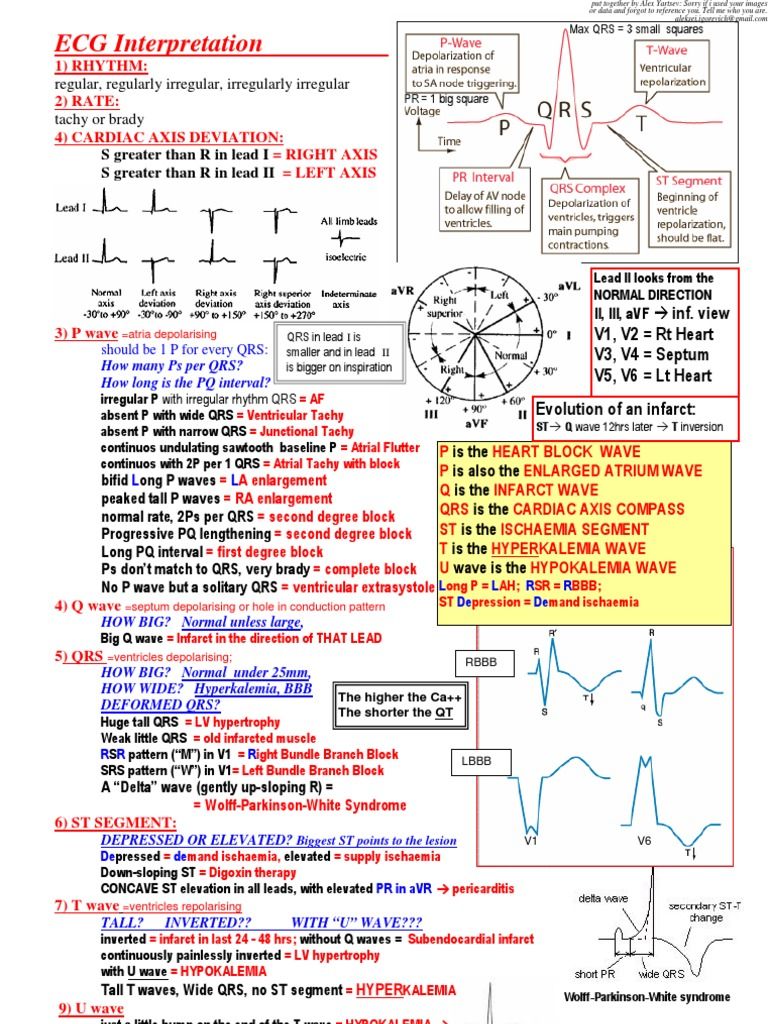 put together by Alex Yartsev: Sorry if i used your images
or data and forgot to reference you. Tell me who you are.
aleksei.igorevich@gmail.com
ECG Interpretation
1) RHYTHM:
regular, regularly irregular, irregularly irregular
2) RATE:
tachy or brady
4) CARDIAC AXIS DEVIATION:
S greater than R in lead I = RIGHT AXIS
S greater than R in lead II = LEFT AXIS
Lead I
Lead II
All limb leads
isoelectric
Normal axis -30° to +90°
Left axis deviation -30° to -90°
Right axis deviation +90° to +150°
Right superior axis deviation +150° to +270°
Indeterminate axis
Max QRS = 3 small squares
P-Wave
Depolarization of
atria in response
to SA node triggering.
PR = 1 big square
Voltage
Time
T-Wave
Ventricular
repolarization
P
Q R S
T
PR Interval
Delay of AV node
to allow filling of
ventricles.
QRS Complex
Depolarization of
ventricles, triggers
main pumping
contractions.
ST Segment
Beginning of
ventricle
repolarization,
should be flat.
3) P wave =atria depolarising
should be 1 P for every QRS:
How many Ps per QRS?
How long is the PQ interval?
irregular P with irregular rhythm QRS = AF
absent P with wide QRS = Ventricular Tachy
absent P with narrow QRS = Junctional Tachy
continuos undulating sawtooth baseline P = Atrial Flutter
continuos with 2P per 1 QRS = Atrial Tachy with block
bifid Long P waves = LA enlargement
peaked tall P waves = RA enlargement
normal rate, 2Ps per QRS = second degree block
Progressive PQ lengthening = second degree block
Long PQ interval = first degree block
Ps don't match to QRS, very brady = complete block
No P wave but a solitary QRS = ventricular extrasystole
QRS in lead I is
smaller and in lead II
is bigger on inspiration
aVR
aVL
Right superior
Left
Right
Normal
- 30°
0° I
+ 30°
+ 60°
II
+ 90°
aVF
+ 120°
III
Lead II looks from the
NORMAL DIRECTION
II, III, aVF → inf. view
V1, V2 = Rt Heart
V3, V4 = Septum
V5, V6 = Lt Heart
Evolution of an infarct:
ST→ Q wave 12hrs later → T inversion
P is the HEART BLOCK WAVE
P is also the ENLARGED ATRIUM WAVE
Q is the INFARCT WAVE
QRS is the CARDIAC AXIS COMPASS
ST is the ISCHAEMIA SEGMENT
T is the HYPERKALEMIA WAVE
U wave is the HYPOKALEMIA WAVE
Long P = LAH; RSR = RBBB;
ST Depression = Demand ischaemia
4) Q wave =septum depolarising or hole in conduction pattern
HOW BIG? Normal unless large,
Big Q wave = Infarct in the direction of THAT LEAD
5) QRS =ventricles depolarising;
HOW BIG? Normal under 25mm,
HOW WIDE? Hyperkalemia, BBB
DEFORMED QRS?
Huge tall QRS = LV hypertrophy
Weak little QRS = old infarcted muscle
RSR pattern ("M") in V1 = Right Bundle Branch Block
SRS pattern ("W") in V1= Left Bundle Branch Block
A "Delta" wave (gently up-sloping R) =
= Wolff-Parkinson-White Syndrome
The higher the Ca++
The shorter the QT
RBBB
R
R'
S
T
R
q
S
LBBB
V1
V6
T
6) ST SEGMENT:
DEPRESSED OR ELEVATED? Biggest ST points to the lesion
Depressed = demand ischaemia, elevated = supply ischaemia
Down-sloping ST = Digoxin therapy
CONCAVE ST elevation in all leads, with elevated PR in aVR → pericarditis
7) T wave =ventricles repolarising
TALL? INVERTED?? WITH "U" WAVE???
inverted = infarct in last 24 - 48 hrs; without Q waves = Subendocardial infarct
continuously painlessly inverted = LV hypertrophy
with U wave = HYPOKALEMIA
Tall T waves, Wide QRS, no ST segment = HYPERKALEMIA
delta wave
secondary ST-T
change
short PR
wide QRS
Wolff-Parkinson-White syndrome
9) U wave
just a little bump on the end of the T wave = HYPOKALEMIA →